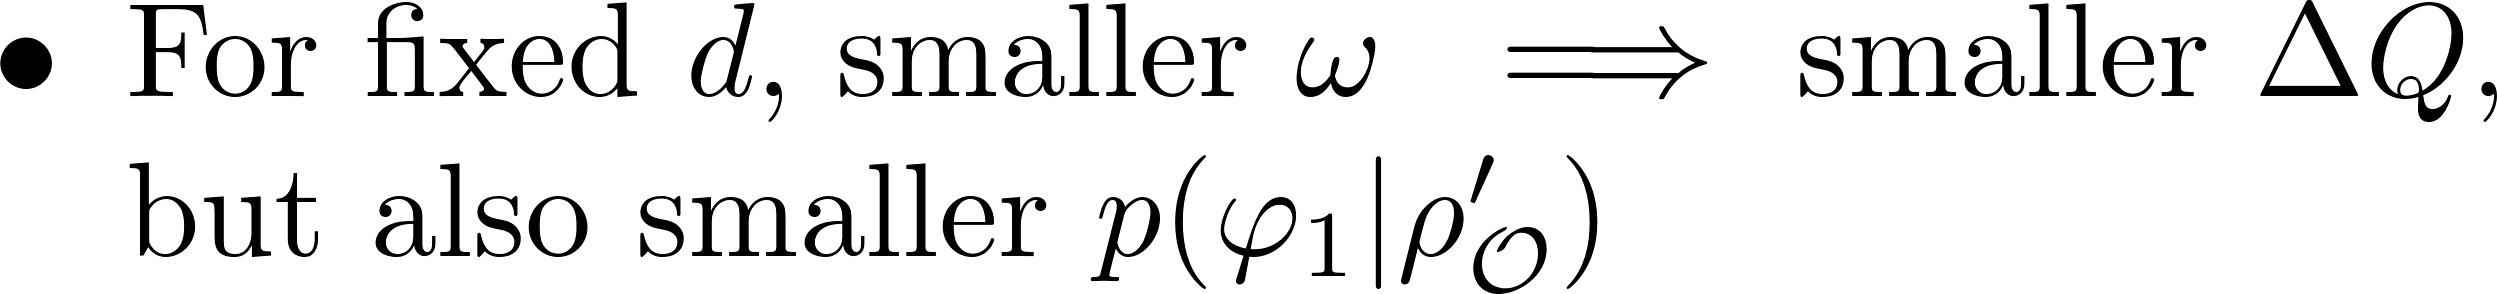 • For fixed d, smaller ω ⟹ smaller ΔQ,
but also smaller p(φ₁|ρ′_𝒪)